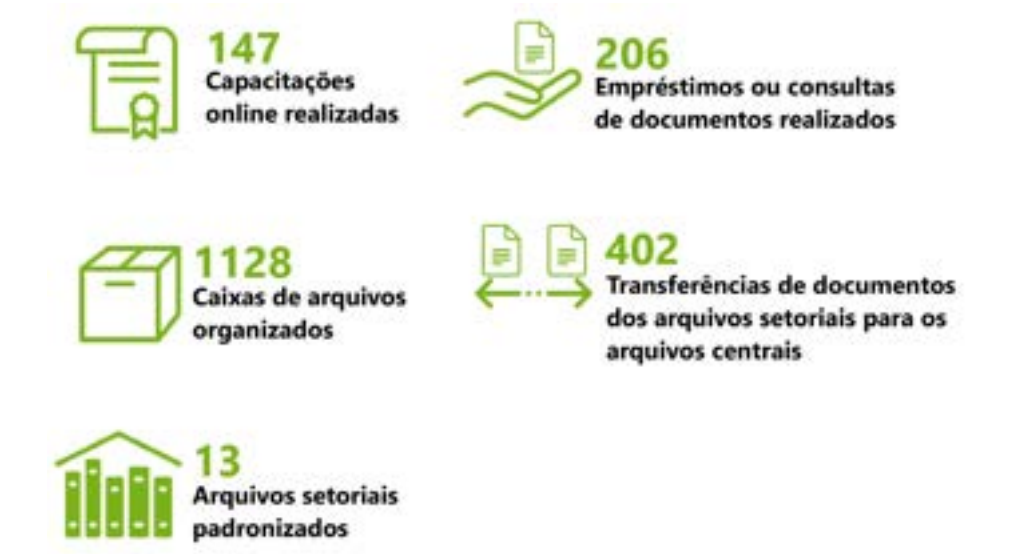 147
Capacitações
online realizadas
206
Empréstimos ou consultas
de documentos realizados
1128
Caixas de arquivos
organizados
402
Transferências de documentos
dos arquivos setoriais para os
arquivos centrais
13
Arquivos setoriais
padronizados